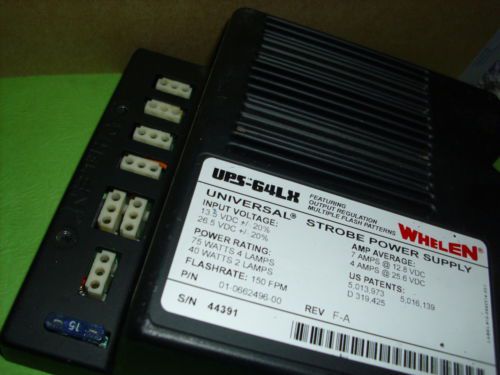 UPS-64LX
FEATURING
OUTPUT REGULATION
MULTIPLE FLASH PATTERNS
WHELEN
UNIVERSAL® STROBE POWER SUPPLY
INPUT VOLTAGE:
13.5 VDC +/- 20%
26.5 VDC +/- 20%
POWER RATING:
75 WATTS 4 LAMPS
40 WATTS 2 LAMPS
FLASHRATE: 150 FPM
P/N 01-0662496-00
S/N 44391
AMP AVERAGE:
7 AMPS @ 12.8 VDC
4 AMPS @ 25.6 VDC
US PATENTS:
5,013,973 5,016,139
D 319,425
REV F-A
15